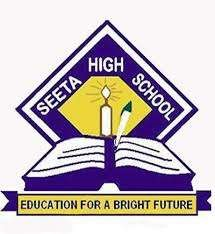 SEETA HIGH SCHOOL
EDUCATION FOR A BRIGHT FUTURE